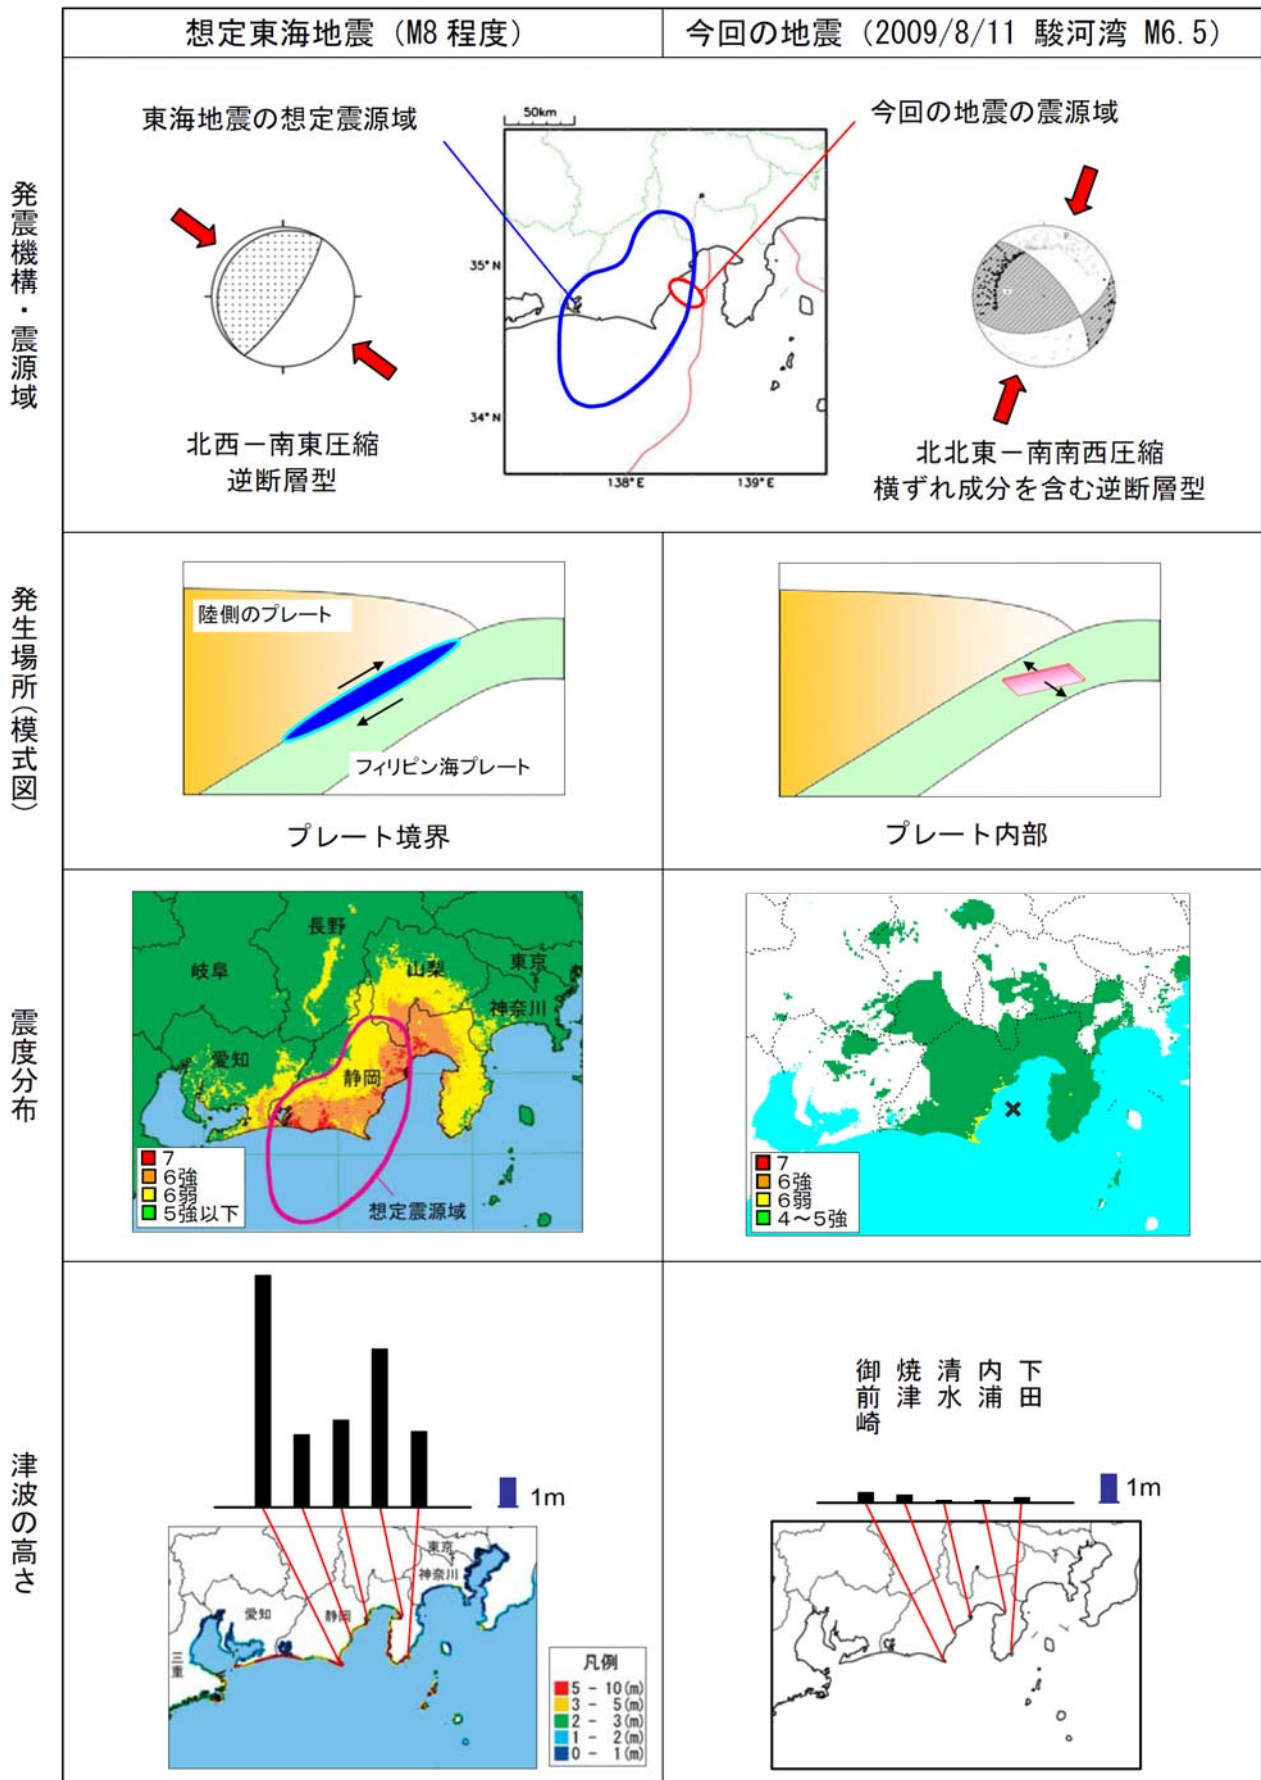 想定東海地震（M8 程度）
今回の地震（2009/8/11 駿河湾 M6.5）
発震機構・震源域
東海地震の想定震源域
50km
今回の地震の震源域
35°N
34°N
138°E
139°E
北西－南東圧縮
逆断層型
北北東－南南西圧縮
横ずれ成分を含む逆断層型
発生場所（模式図）
陸側のプレート
フィリピン海プレート
プレート境界
プレート内部
震度分布
長野
岐阜
山梨
東京
神奈川
愛知
静岡
7
6強
6弱
5強以下
想定震源域
7
6強
6弱
4～5強
津波の高さ
1m
東京
神奈川
愛知
静岡
三重
凡例
5 - 10(m)
3 - 5(m)
2 - 3(m)
1 - 2(m)
0 - 1(m)
御前崎
焼津
清水
内浦
下田
1m